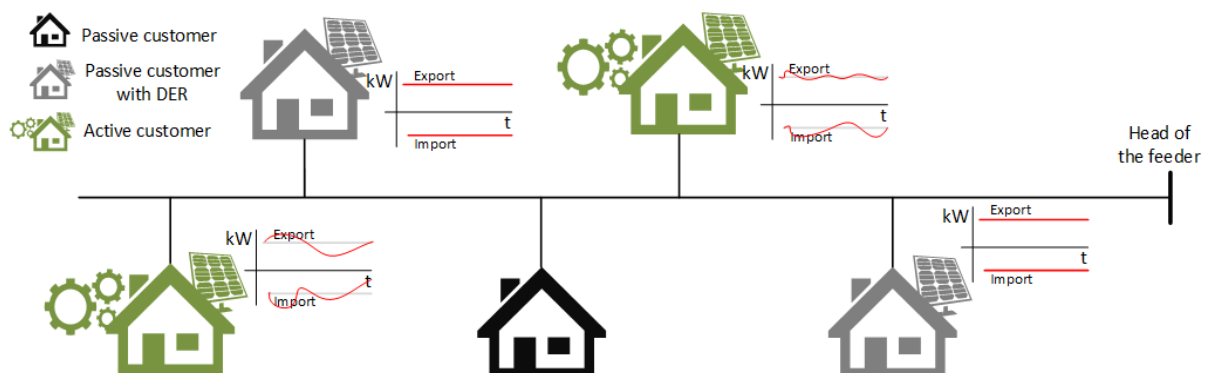 Passive customer
Passive customer
with DER
Active customer
kW
Export
t
Import
kW
Export
t
Import
Head of
the feeder
kW
Export
t
Import
kW
Export
t
Import